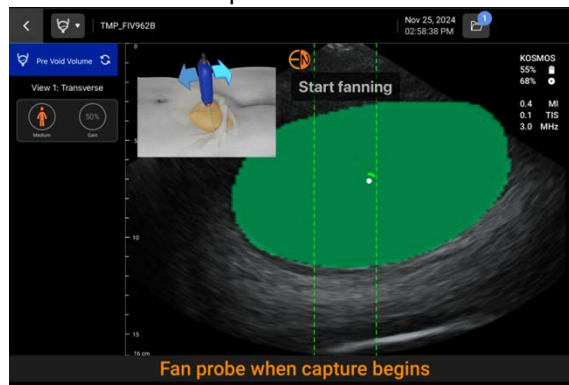 TMP_FIV962B
Nov 25, 2024
02:58:38 PM
1
Pre Void Volume
View 1: Transverse
Medium
50%
Gain
Start fanning
KOSMOS
55%
68%
0.4 MI
0.1 TIS
3.0 MHz
0
5
10
15
16 cm
Fan probe when capture begins